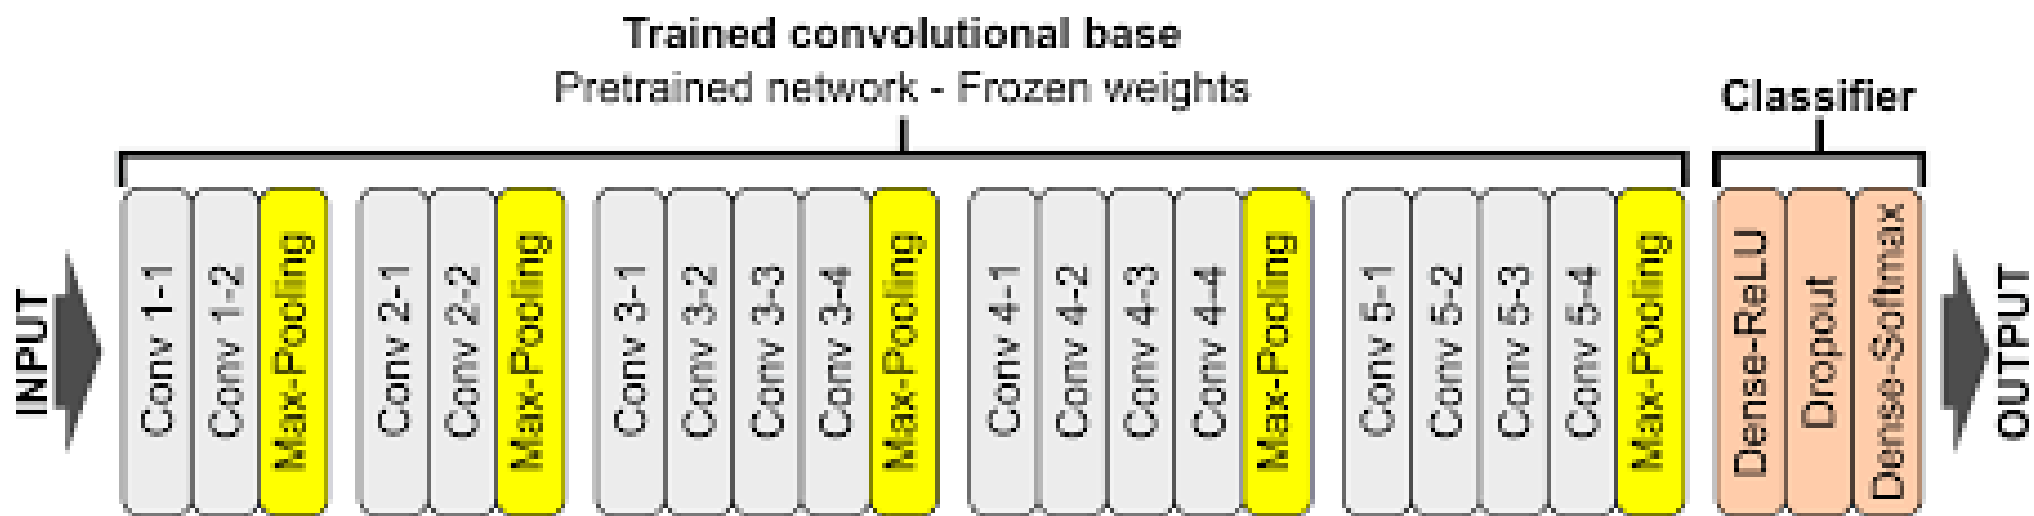 Trained convolutional base
Pretrained network - Frozen weights
Classifier
INPUT
Conv 1-1
Conv 1-2
Max-Pooling
Conv 2-1
Conv 2-2
Max-Pooling
Conv 3-1
Conv 3-2
Conv 3-3
Conv 3-4
Max-Pooling
Conv 4-1
Conv 4-2
Conv 4-3
Conv 4-4
Max-Pooling
Conv 5-1
Conv 5-2
Conv 5-3
Conv 5-4
Max-Pooling
Dense-ReLU
Dropout
Dense-Softmax
OUTPUT